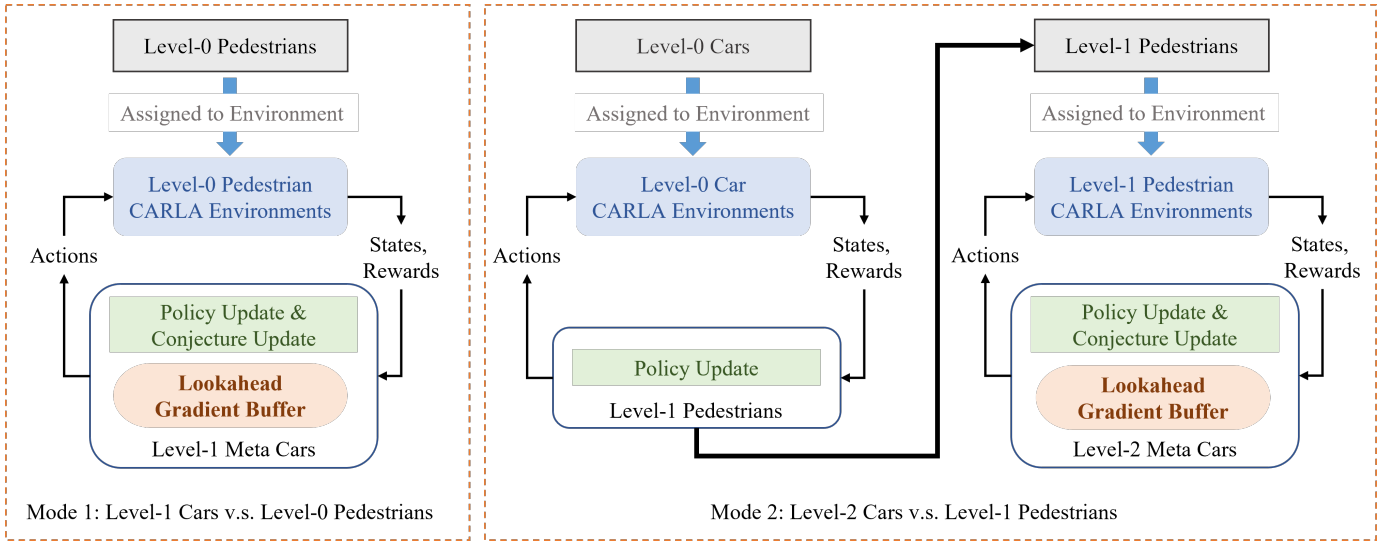 Level-0 Pedestrians
Assigned to Environment
Level-0 Pedestrian
CARLA Environments
Actions
States,
Rewards
Policy Update &
Conjecture Update
Lookahead
Gradient Buffer
Level-1 Meta Cars
Mode 1: Level-1 Cars v.s. Level-0 Pedestrians
Level-0 Cars
Assigned to Environment
Level-0 Car
CARLA Environments
Actions
States,
Rewards
Policy Update
Level-1 Pedestrians
Level-1 Pedestrians
Assigned to Environment
Level-1 Pedestrian
CARLA Environments
Actions
States,
Rewards
Policy Update &
Conjecture Update
Lookahead
Gradient Buffer
Level-2 Meta Cars
Mode 2: Level-2 Cars v.s. Level-1 Pedestrians